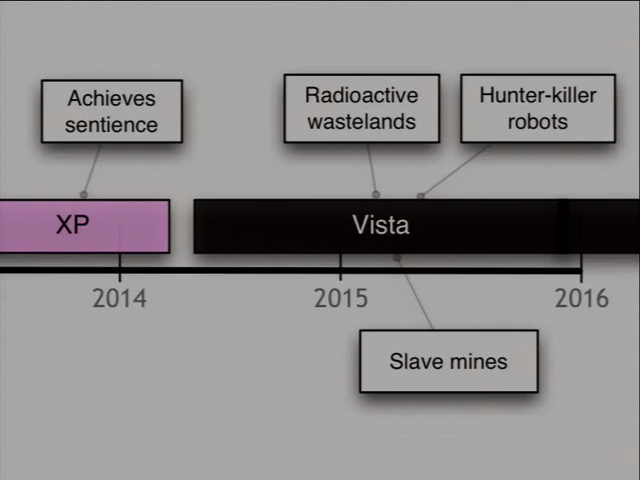 Achieves
sentience
Radioactive
wastelands
Hunter-killer
robots
XP
Vista
2014
2015
2016
Slave mines